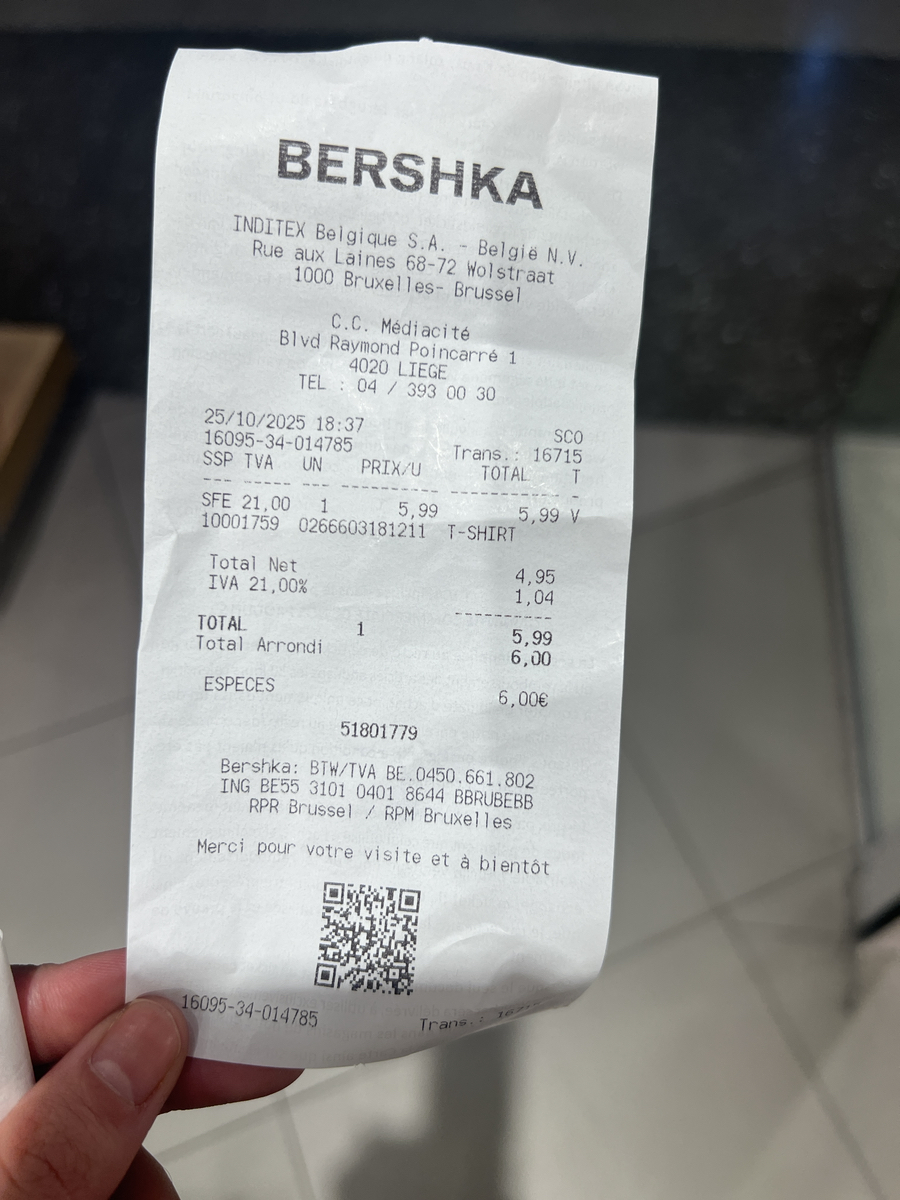 BERSHKA
INDITEX Belgique S.A. - België N.V.
Rue aux Laines 68-72 Wolstraat
1000 Bruxelles- Brussel
C.C. Médiacité
Blvd Raymond Poincarré 1
4020 LIEGE
TEL : 04 / 393 00 30
25/10/2025 18:37 SCO
16095-34-014785 Trans.: 16715
SSP TVA UN PRIX/U TOTAL T
--- ----- --- ----------- ------------ -
SFE 21,00 1 5,99 5,99 V
10001759 0266603181211 T-SHIRT
Total Net 4,95
IVA 21,00% 1,04
------------
TOTAL 1 5,99
Total Arrondi 6,00
ESPECES 6,00€
51801779
Bershka: BTW/TVA BE.0450.661.802
ING BE55 3101 0401 8644 BBRUBEBB
RPR Brussel / RPM Bruxelles
Merci pour votre visite et à bientôt
16095-34-014785 Trans.: